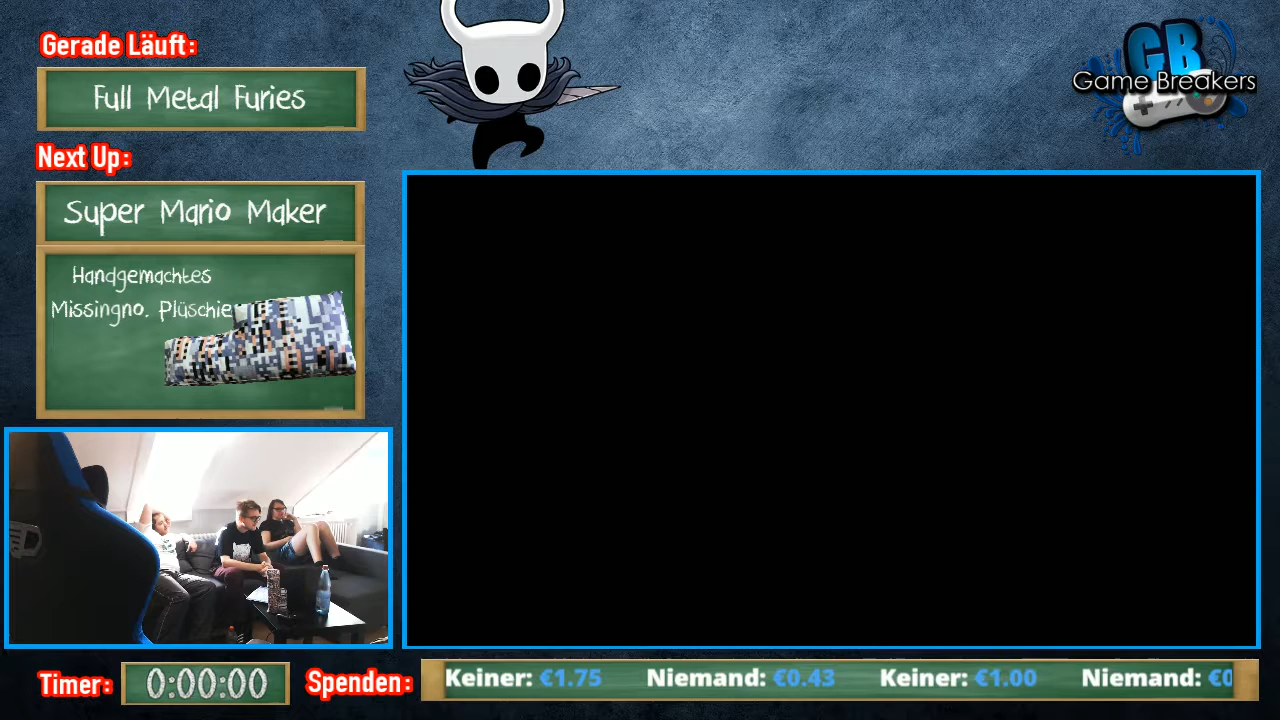 Gerade Läuft:
Full Metal Furies
Next Up:
Super Mario Maker
Handgemachtes
Missingno. Plüschie
GB
Game Breakers
Timer: 0:00:00
Spenden: Keiner: €1.75 Niemand: €0.43 Keiner: €1.00 Niemand: €0